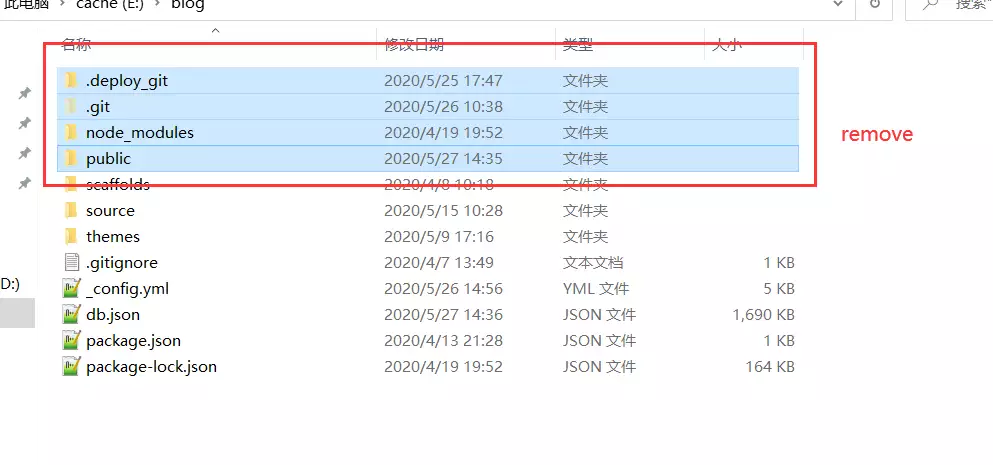 此电脑 > cache (E:) > blog 搜索"
名称 修改日期 类型 大小
.deploy_git 2020/5/25 17:47 文件夹
.git 2020/5/26 10:38 文件夹
node_modules 2020/4/19 19:52 文件夹
remove
public 2020/5/27 14:35 文件夹
scaffolds 2020/4/8 10:18 文件夹
source 2020/5/15 10:28 文件夹
themes 2020/5/9 17:16 文件夹
.gitignore 2020/4/7 13:49 文本文档 1 KB
D:)
_config.yml 2020/5/26 14:56 YML 文件 5 KB
db.json 2020/5/27 14:36 JSON 文件 1,690 KB
package.json 2020/4/13 21:28 JSON 文件 1 KB
package-lock.json 2020/4/19 19:52 JSON 文件 164 KB